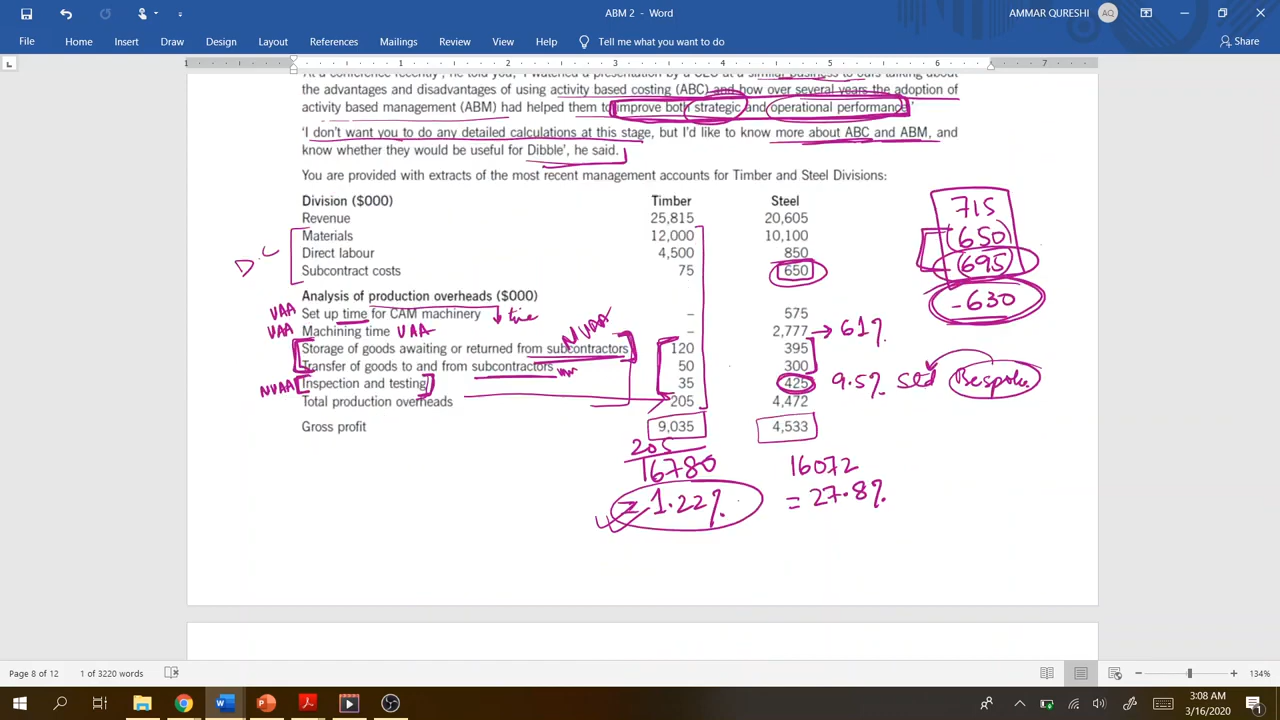 ABM 2 - Word
AMMAR QURESHI AQ
File Home Insert Draw Design Layout References Mailings Review View Help Tell me what you want to do Share
1 1 2 3 4 5 6 7
At a conference recently', he told you, 'I watched a presentation by a CEO at a similar business to ours talking about
the advantages and disadvantages of using activity based costing (ABC) and how over several years the adoption of
activity based management (ABM) had helped them to improve both strategic and operational performance.'
'I don't want you to do any detailed calculations at this stage, but I'd like to know more about ABC and ABM, and
know whether they would be useful for Dibble', he said.
You are provided with extracts of the most recent management accounts for Timber and Steel Divisions:
Division ($000) Timber Steel
Revenue 25,815 20,605
Materials 12,000 10,100
Direct labour 4,500 850
Subcontract costs 75 650
Analysis of production overheads ($000)
VAA Set up time for CAM machinery time – 575
VAA Machining time VAA – 2,777 → 61%
NVAA
Storage of goods awaiting or returned from subcontractors 120 395
Transfer of goods to and from subcontractors 50 300
NVAA Inspection and testing 35 425 9.5% Bespoke
Total production overheads 205 4,472
Gross profit 9,035 4,533
205
16780 16072
= 1.22% = 27.8%
715
(650)
(695)
-630
D.C
Page 8 of 12 1 of 3220 words 134%
3:08 AM
3/16/2020